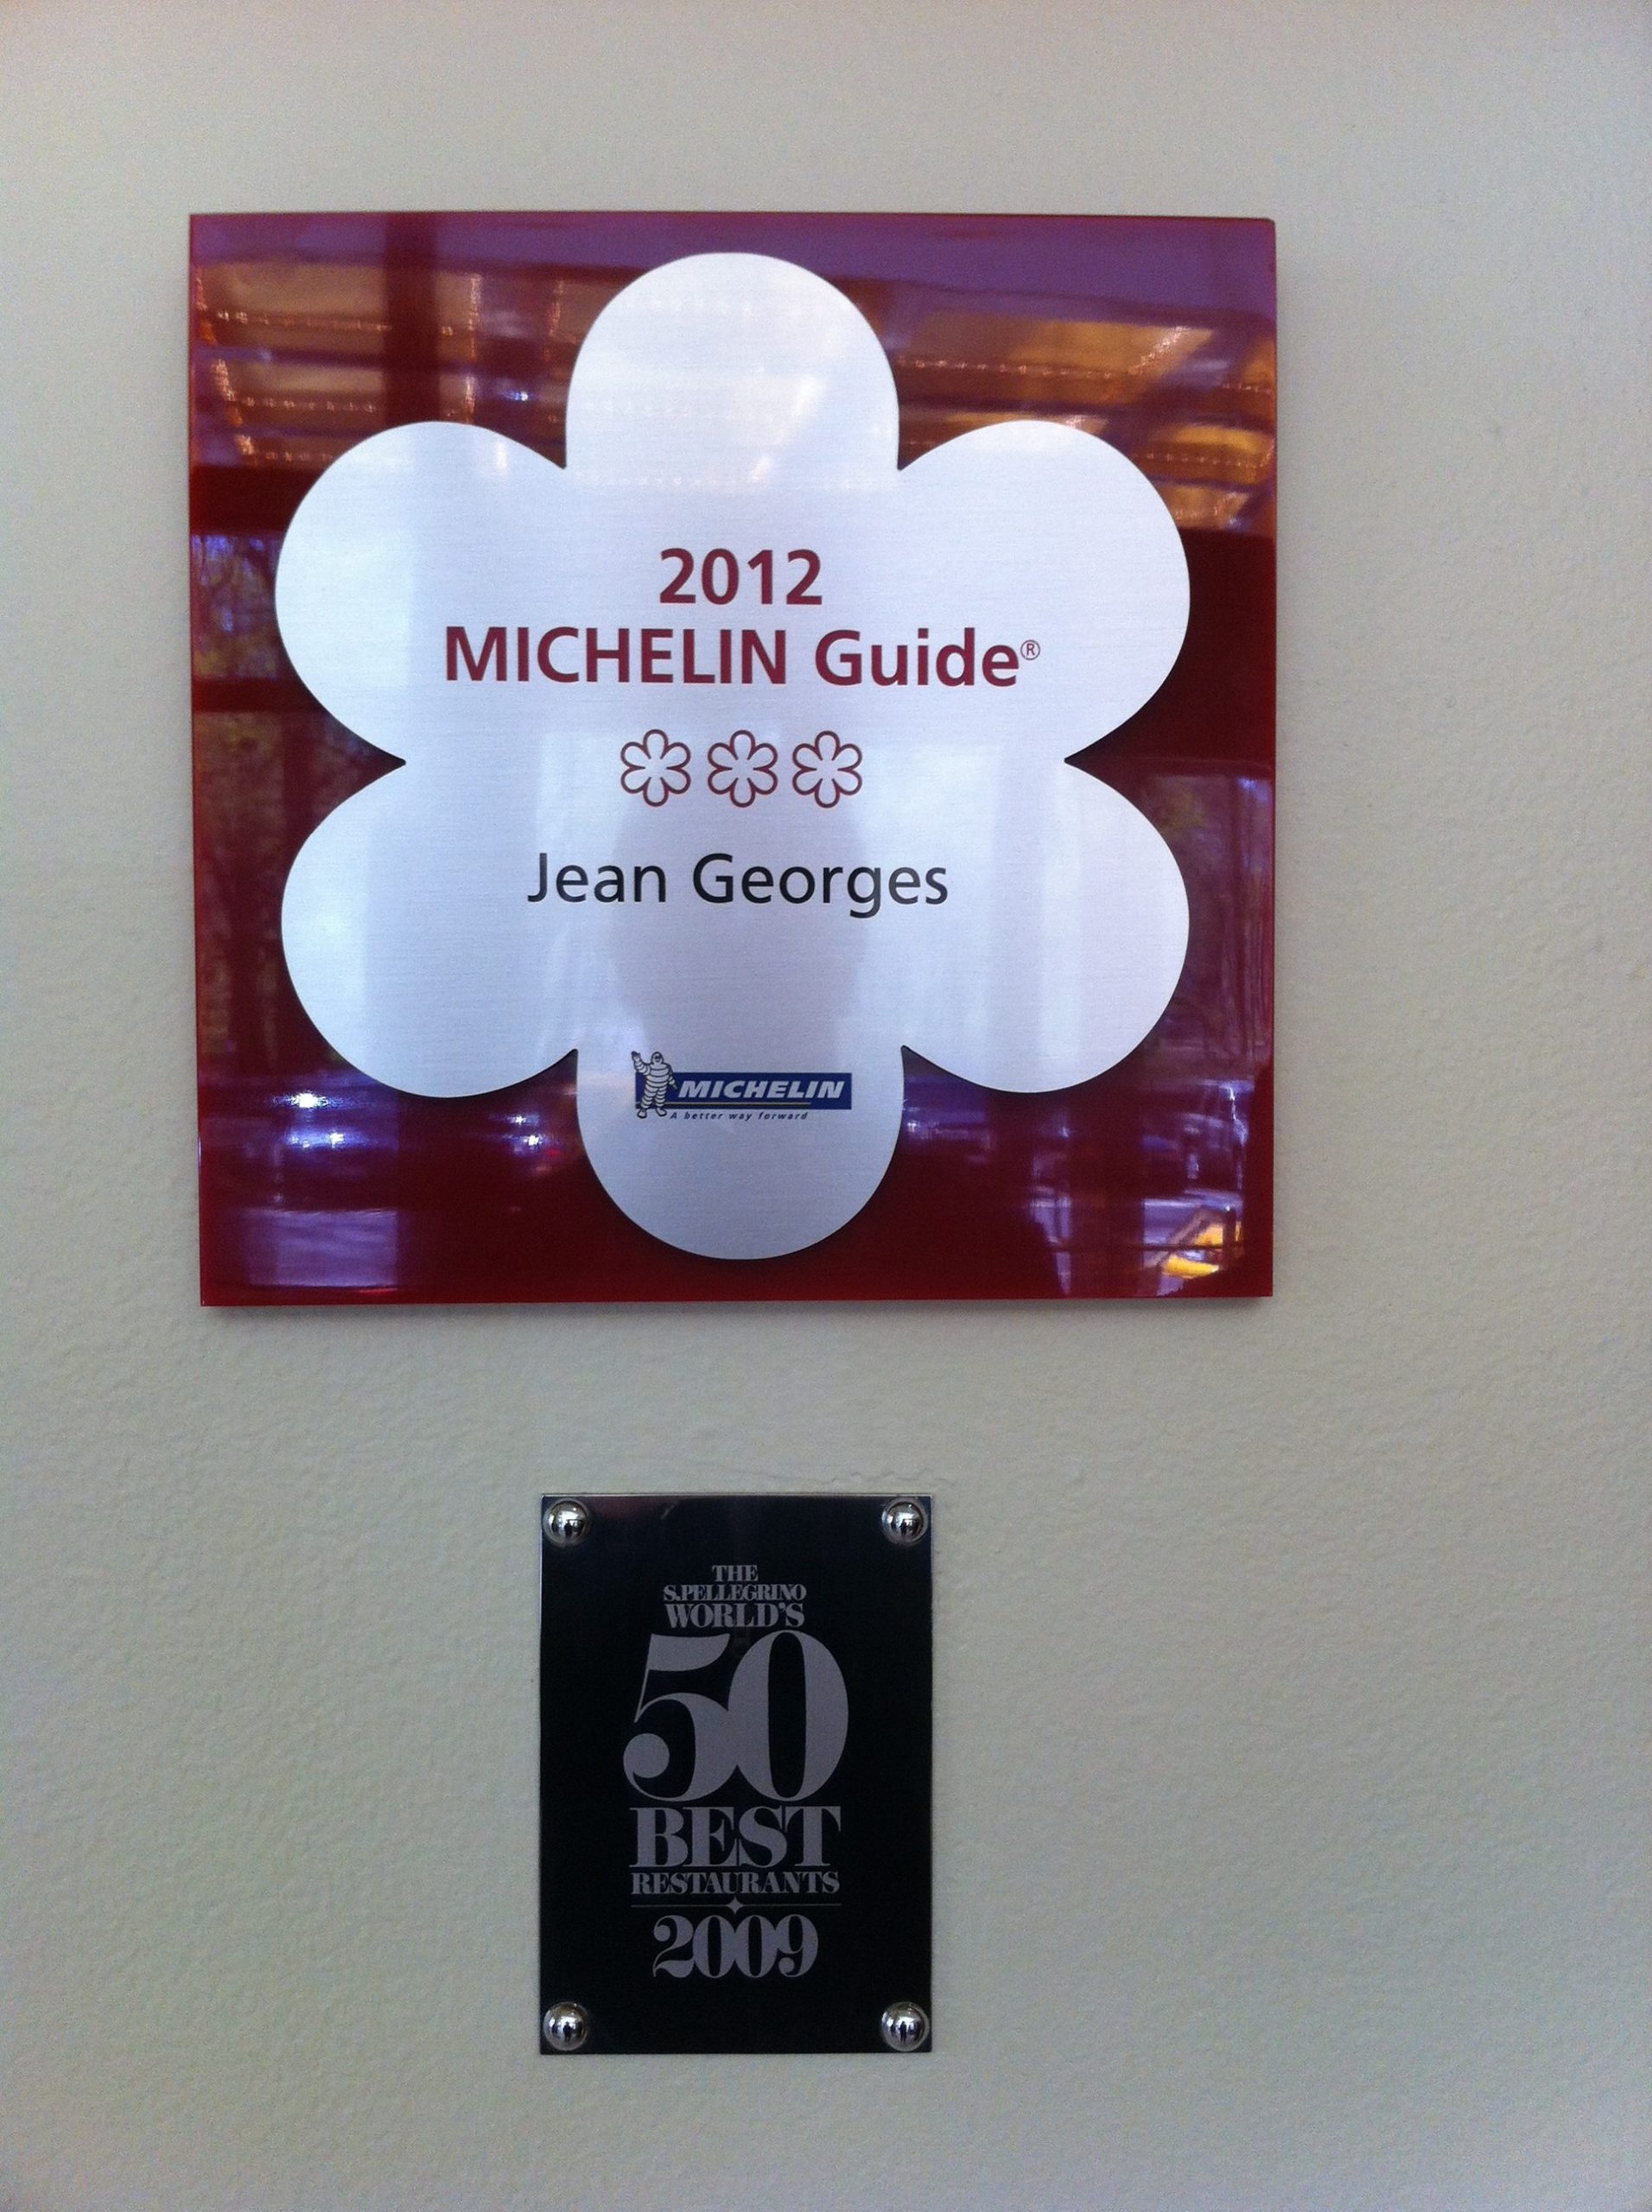 2012
MICHELIN Guide®
Jean Georges
MICHELIN
A better way forward
THE
S.PELLEGRINO
WORLD'S
50
BEST
RESTAURANTS
2009